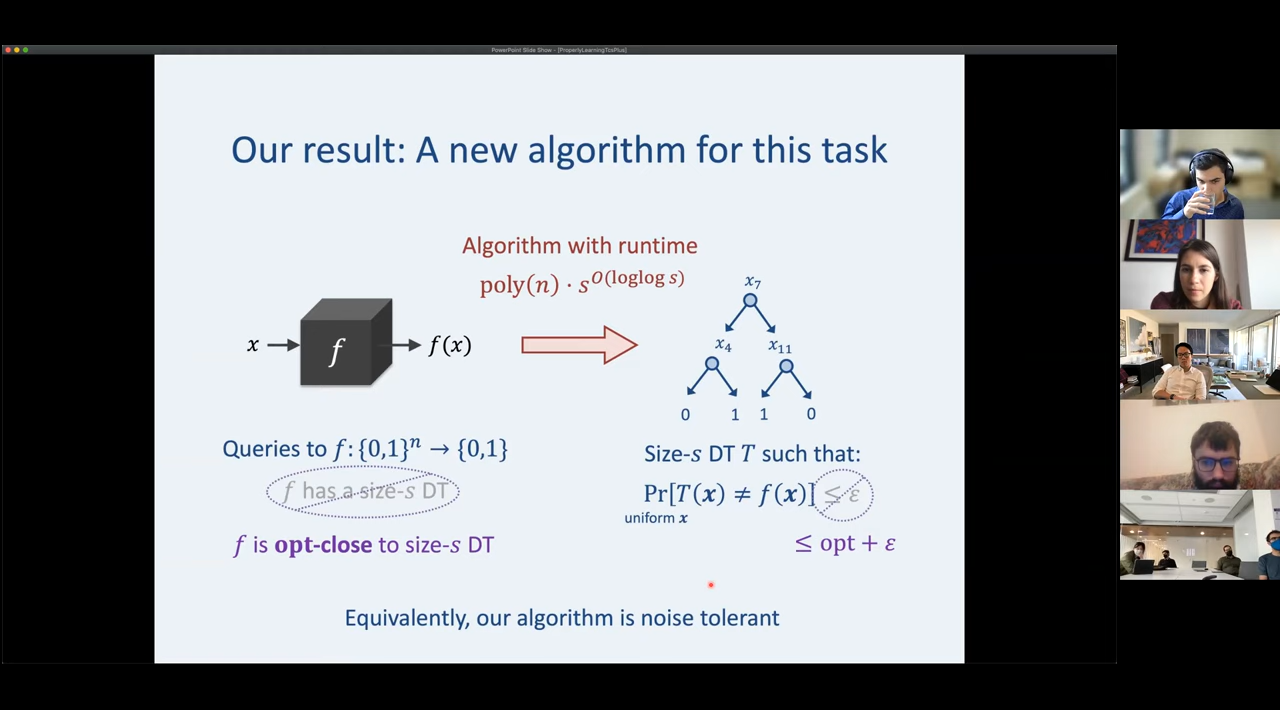 PowerPoint Slide Show - [ProperlyLearningTcsPlus]
Our result: A new algorithm for this task
Algorithm with runtime
poly(n) · s^{O(loglog s)}
x
f
f(x)
x₇
x₄
x₁₁
0
1
1
0
Queries to f: {0,1}ⁿ → {0,1}
f has a size-s DT
f is opt-close to size-s DT
Size-s DT T such that:
Pr[T(x) ≠ f(x)] ≤ ε
uniform x
≤ opt + ε
Equivalently, our algorithm is noise tolerant